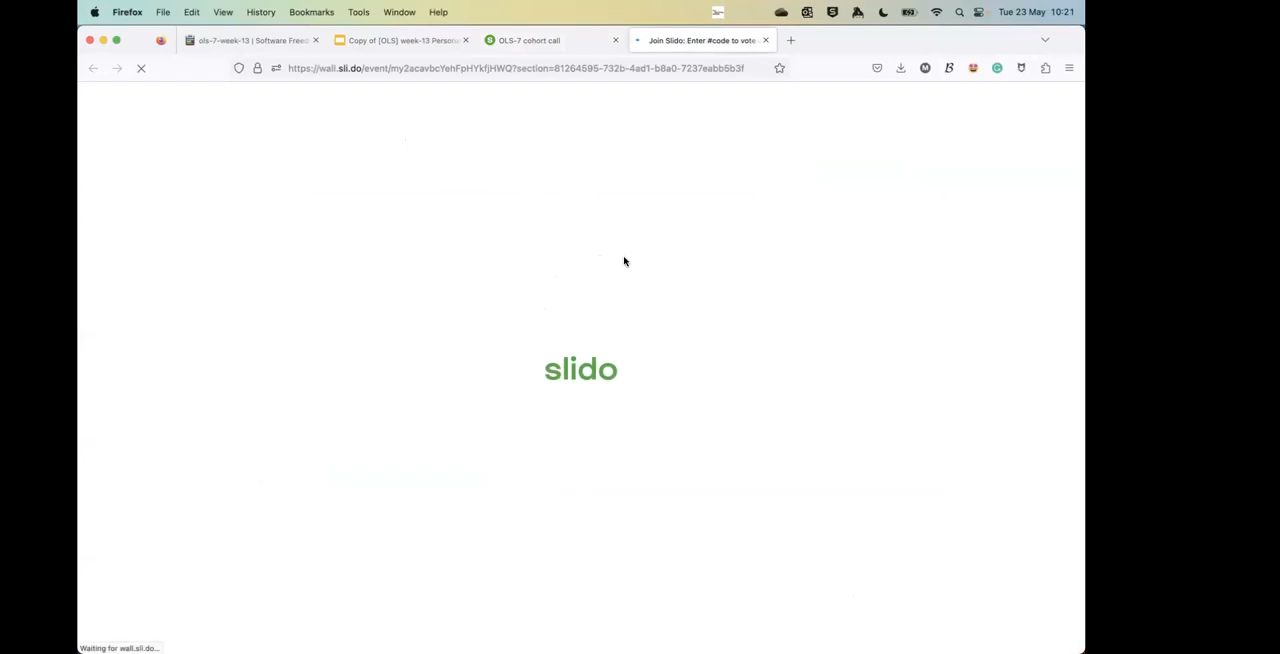 Firefox File Edit View History Bookmarks Tools Window Help Tue 23 May 10:21
ols-7-week-13 | Software Freed Copy of [OLS] week-13 Persona OLS-7 cohort call Join Slido: Enter #code to vote
https://wall.sli.do/event/my2acavbcYehFpHYkfjHWQ?section=81264595-732b-4ad1-b8a0-7237eabb5b3f
slido
Waiting for wall.sli.do...